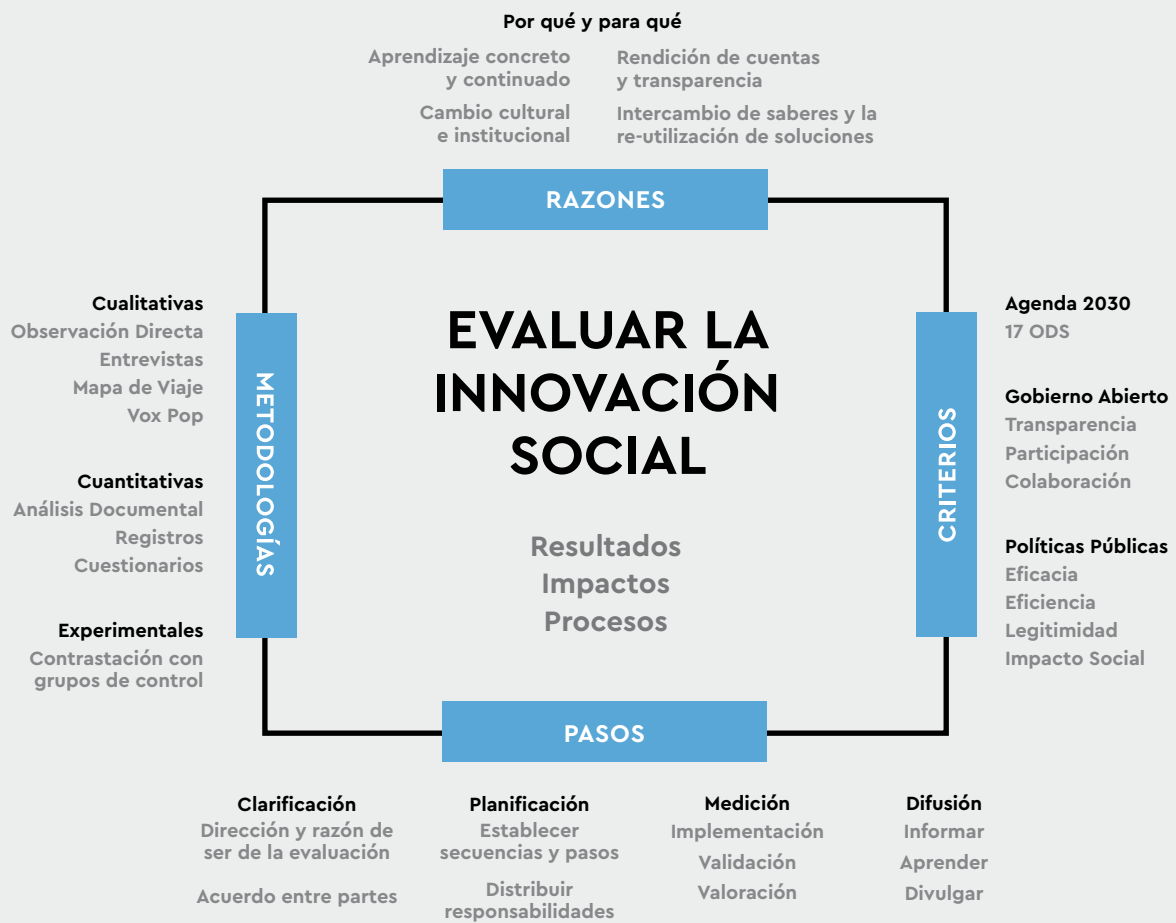 Por qué y para qué
Aprendizaje concreto
y continuado
Rendición de cuentas
y transparencia
Cambio cultural
e institucional
Intercambio de saberes y la
re-utilización de soluciones
RAZONES
Cualitativas
Observación Directa
Entrevistas
Mapa de Viaje
Vox Pop
Cuantitativas
Análisis Documental
Registros
Cuestionarios
Experimentales
Contrastación con
grupos de control
METODOLOGÍAS
EVALUAR LA
INNOVACIÓN
SOCIAL
Resultados
Impactos
Procesos
CRITERIOS
Agenda 2030
17 ODS
Gobierno Abierto
Transparencia
Participación
Colaboración
Políticas Públicas
Eficacia
Eficiencia
Legitimidad
Impacto Social
PASOS
Clarificación
Dirección y razón de
ser de la evaluación
Acuerdo entre partes
Planificación
Establecer
secuencias y pasos
Distribuir
responsabilidades
Medición
Implementación
Validación
Valoración
Difusión
Informar
Aprender
Divulgar